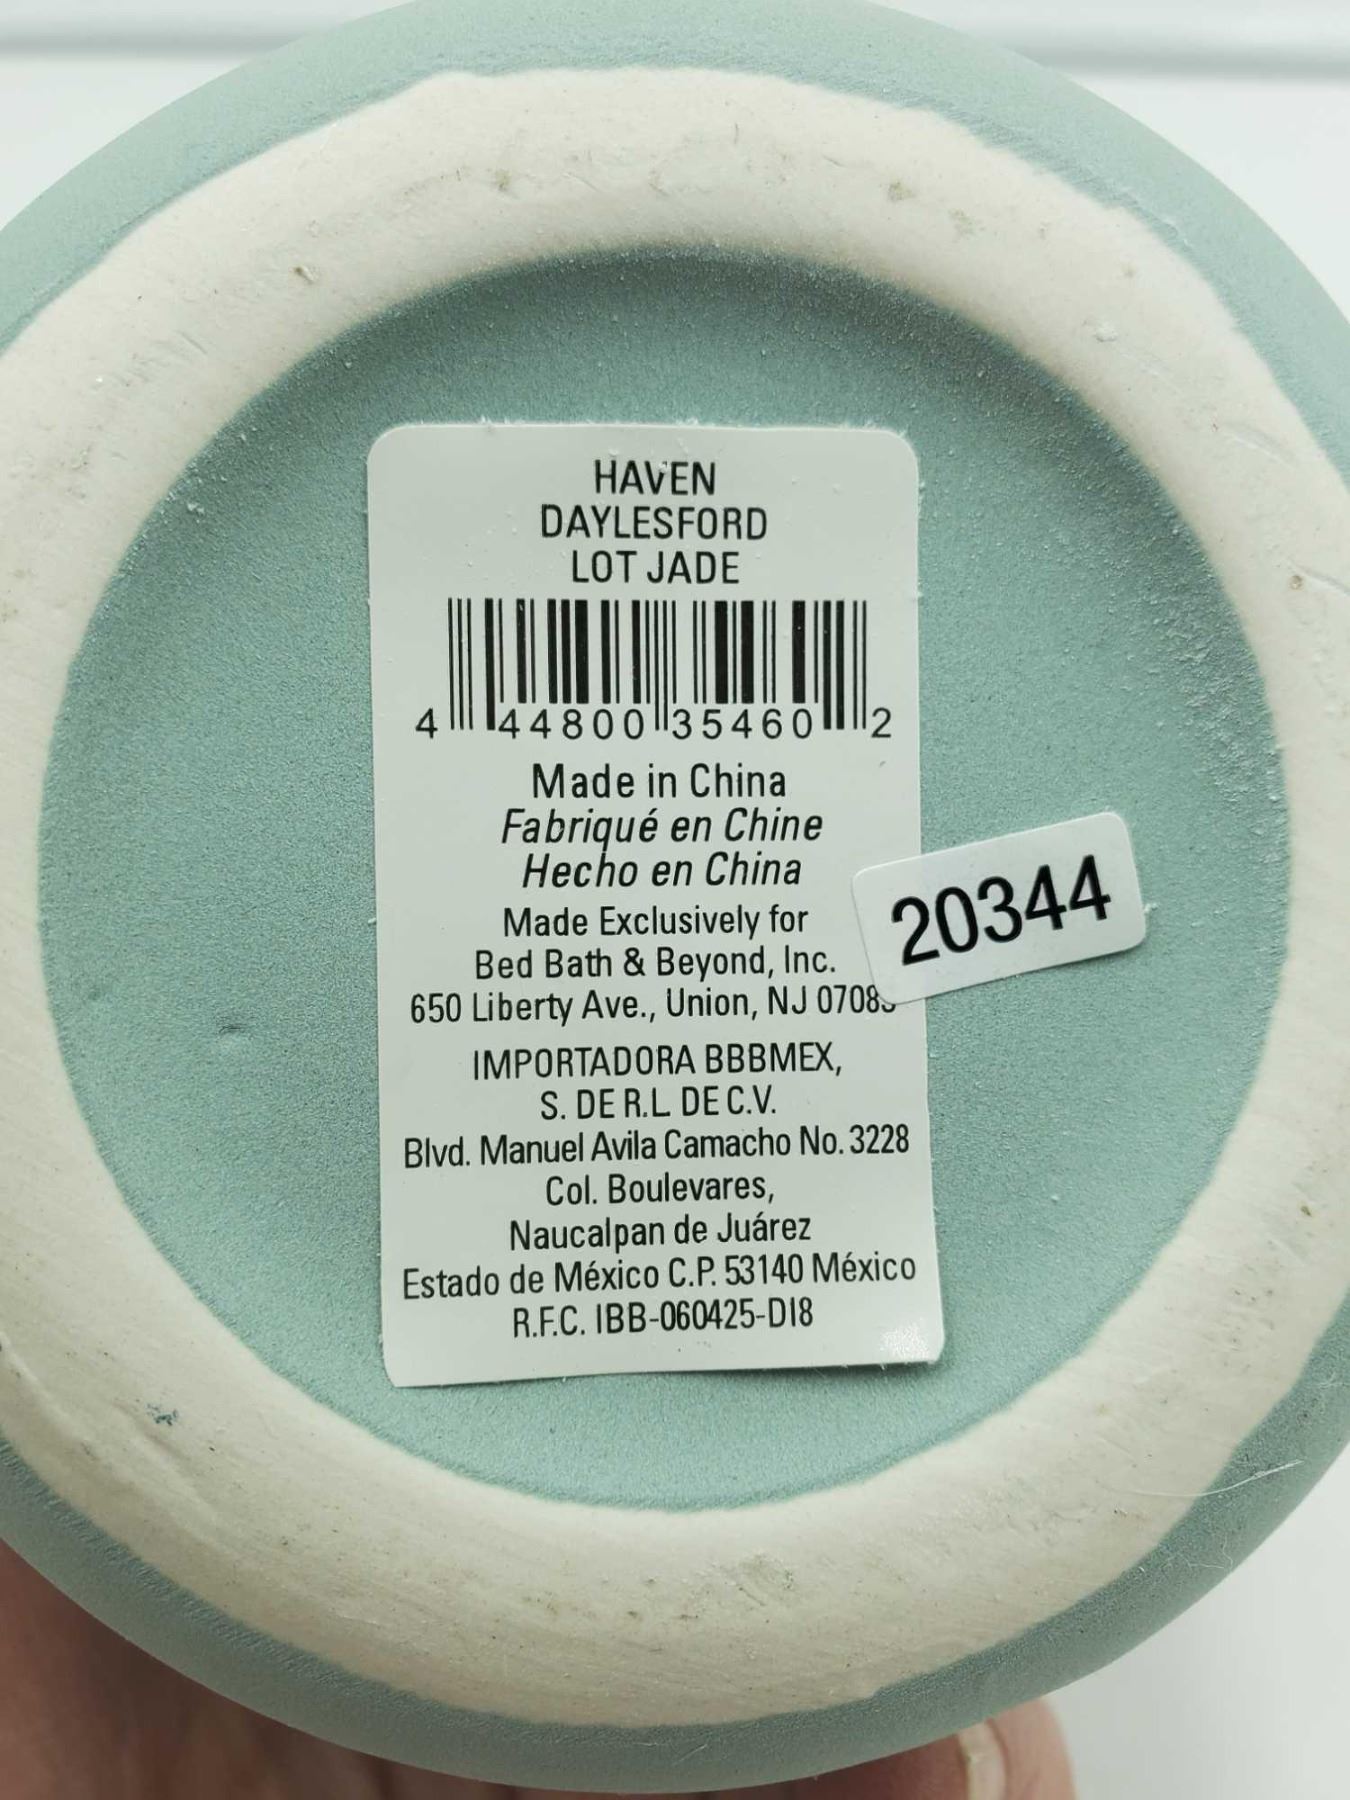 HAVEN
DAYLESFORD
LOT JADE
4 44800 35460 2
Made in China
Fabriqué en Chine
Hecho en China
Made Exclusively for
Bed Bath & Beyond, Inc.
650 Liberty Ave., Union, NJ 07083
20344
IMPORTADORA BBBMEX,
S. DE R.L. DE C.V.
Blvd. Manuel Avila Camacho No. 3228
Col. Boulevares,
Naucalpan de Juárez
Estado de México C.P. 53140 México
R.F.C. IBB-060425-DI8